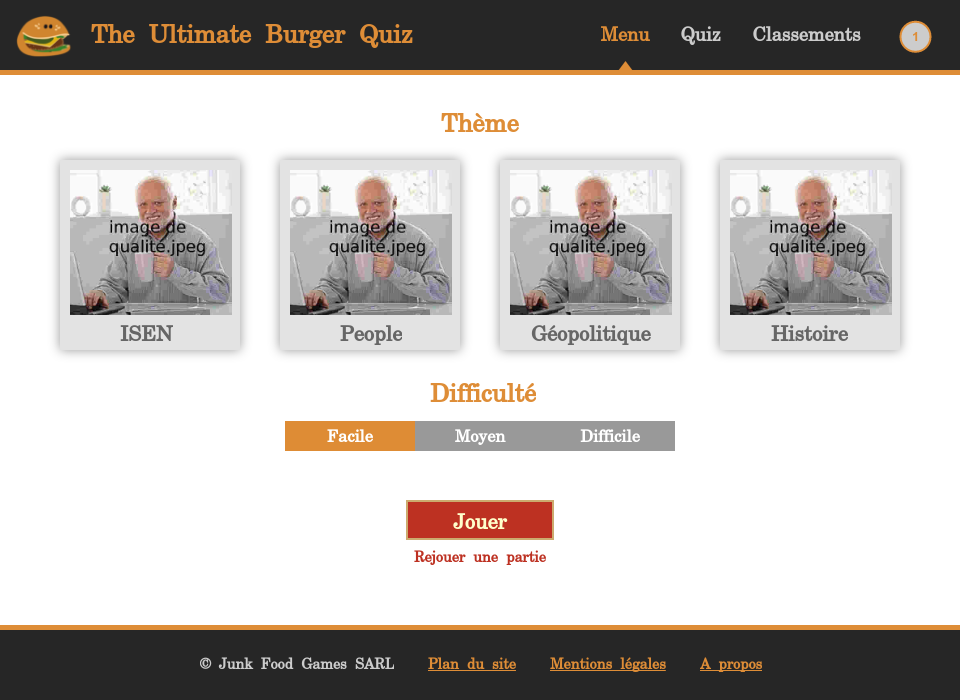 The Ultimate Burger Quiz
Menu Quiz Classements 1
Thème
image de
qualité.jpeg
image de
qualité.jpeg
image de
qualité.jpeg
image de
qualité.jpeg
ISEN People Géopolitique Histoire
Difficulté
Facile Moyen Difficile
Jouer
Rejouer une partie
© Junk Food Games SARL Plan du site Mentions légales A propos